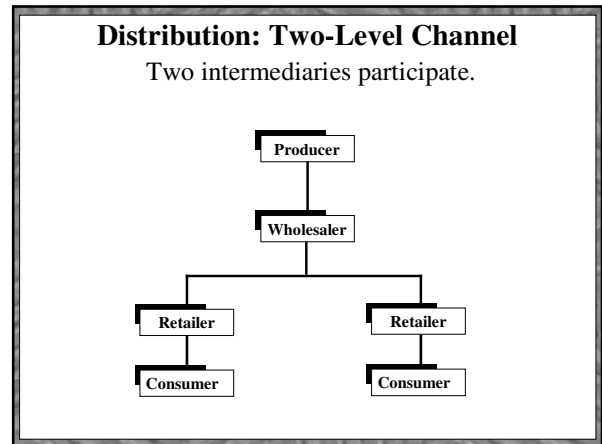 Distribution: Two-Level Channel
Two intermediaries participate.
Producer
Wholesaler
Retailer
Retailer
Consumer
Consumer